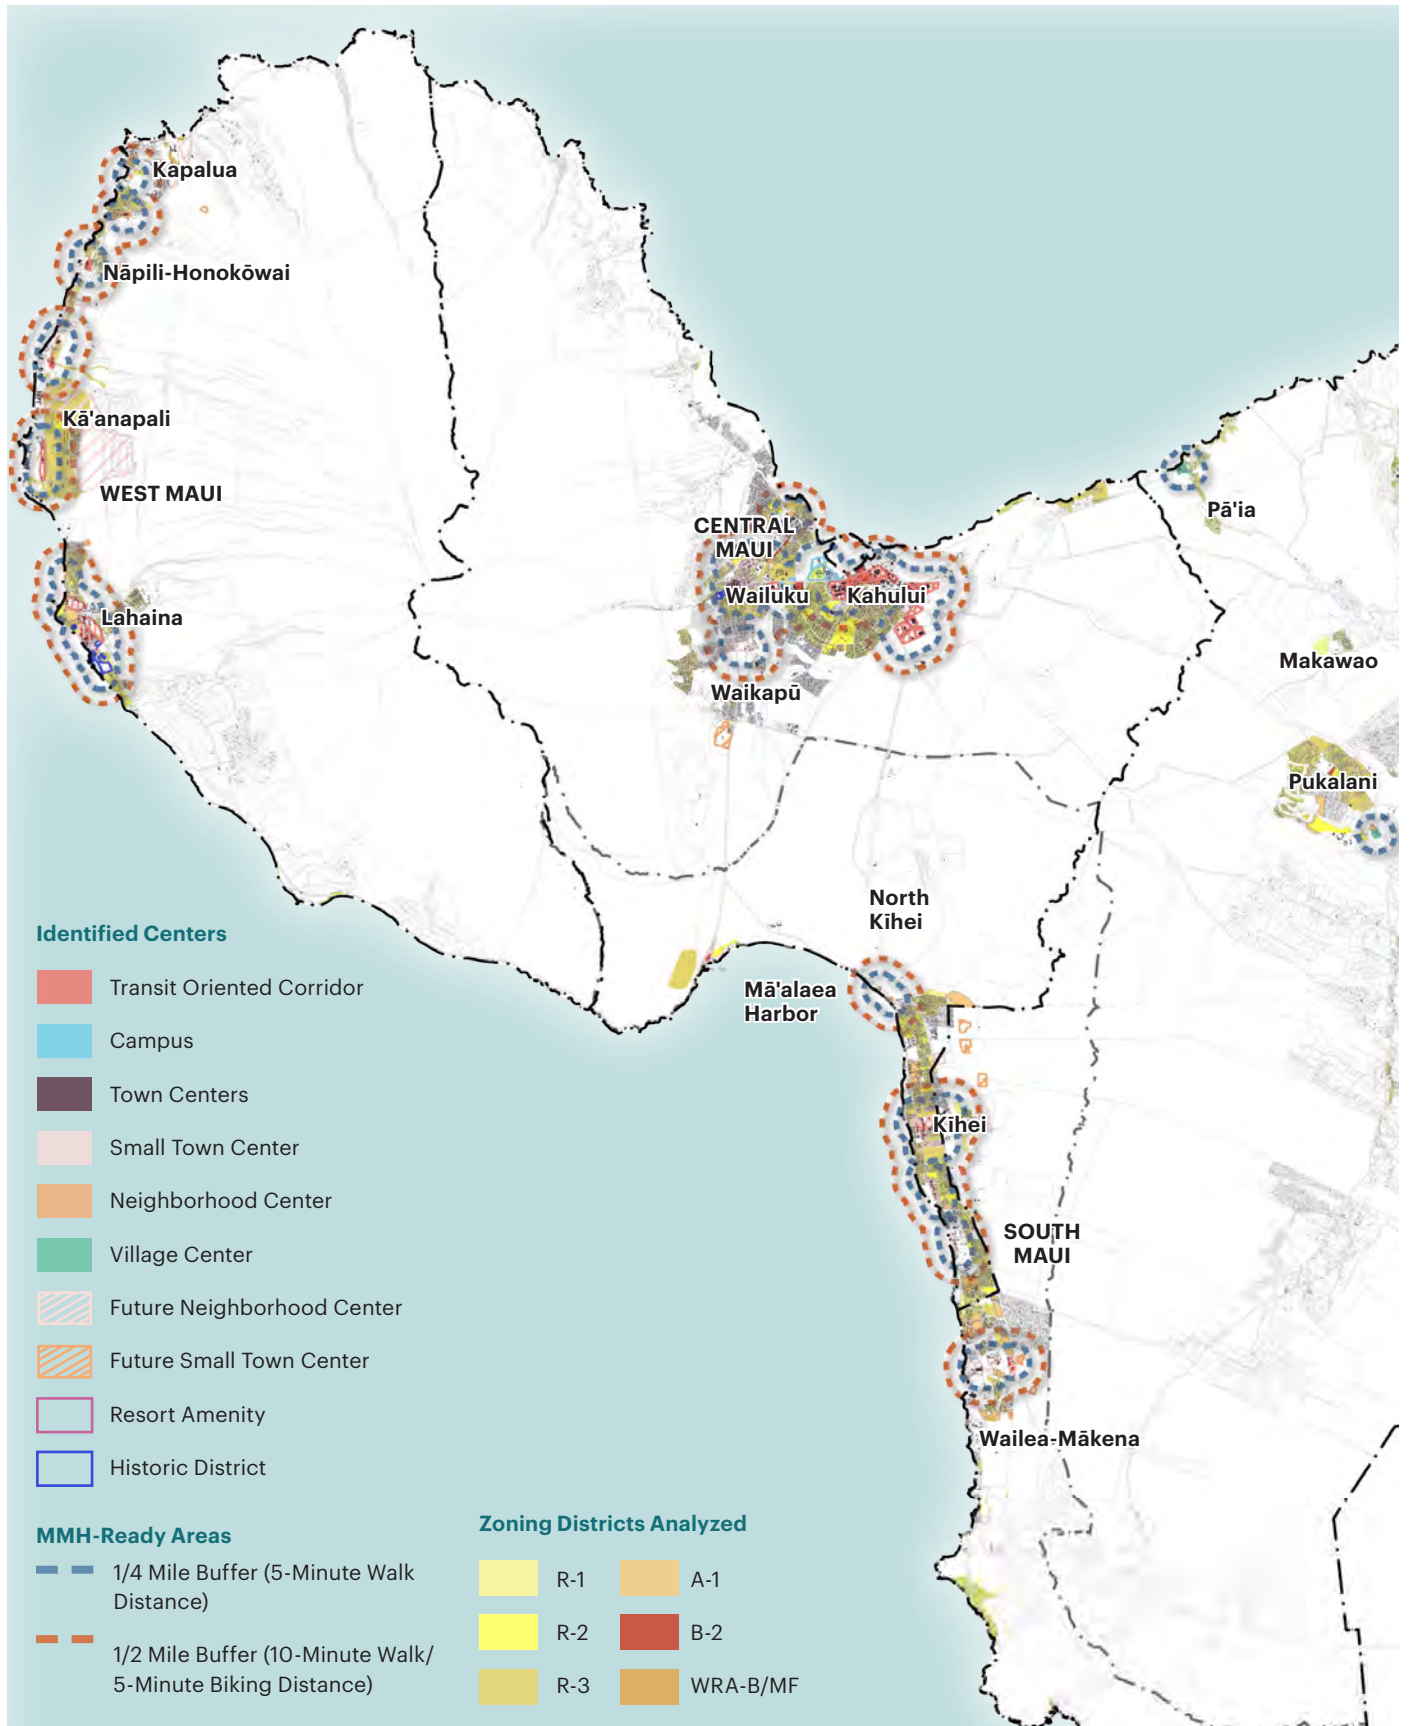 Kapalua
Nāpili-Honokōwai
Kā'anapali
WEST MAUI
Lahaina
CENTRAL
MAUI
Wailuku
Kahului
Waikapū
Pā'ia
Makawao
Pukalani
North
Kīhei
Mā'alaea
Harbor
Kīhei
SOUTH
MAUI
Wailea-Mākena
Identified Centers
Transit Oriented Corridor
Campus
Town Centers
Small Town Center
Neighborhood Center
Village Center
Future Neighborhood Center
Future Small Town Center
Resort Amenity
Historic District
MMH-Ready Areas
1/4 Mile Buffer (5-Minute Walk
Distance)
1/2 Mile Buffer (10-Minute Walk/
5-Minute Biking Distance)
Zoning Districts Analyzed
R-1
A-1
R-2
B-2
R-3
WRA-B/MF